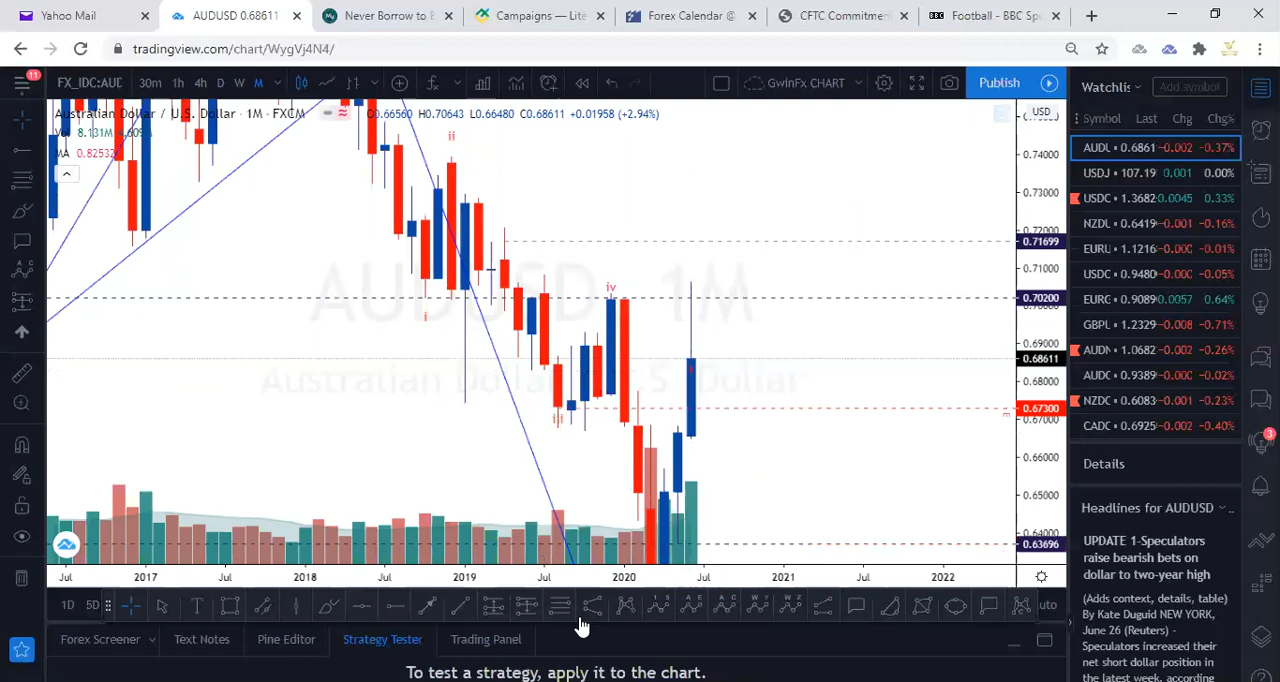 Yahoo Mail
AUDUSD 0.68611
Never Borrow to B
Campaigns — Lite
Forex Calendar @
CFTC Commitmen
BBC
Football - BBC Sp
tradingview.com/chart/WygVj4N4/
11
FX_IDC:AUD
30m 1h 4h D W M
GwinFX CHART
Publish
Watchlis
Add symbol
Australian Dollar / U.S. Dollar · 1M · FXCM
O0.66560 H0.70643 L0.66480 C0.68611 +0.01958 (+2.94%)
Vol 8.131M
MA 0.82532
USD
Symbol Last Chg Chg%
AUDU 0.6861 -0.002 -0.37%
USDJ 107.19 0.001 0.00%
USDC 1.3682 0.0045 0.33%
NZDL 0.6419 -0.001 -0.16%
EURU 1.1216 -0.000 -0.01%
USDC 0.9480 -0.000 -0.05%
EURG 0.9089 0.0057 0.64%
GBPL 1.2329 -0.008 -0.71%
AUDN 1.0682 -0.002 -0.26%
AUDC 0.9389 -0.000 -0.02%
NZDC 0.6083 -0.001 -0.23%
CADC 0.6925 -0.002 -0.40%
0.74000
0.73000
0.72000
0.71699
0.71000
0.70200
0.69000
0.68611
0.68000
0.67300
0.67000
0.66000
0.65000
0.64000
0.63696
ii
i
iv
iii
AUDUSD, 1M
Australian Dollar / U.S. Dollar
Jul 2017 Jul 2018 Jul 2019 Jul 2020 Jul 2021 Jul 2022
3
Details
Headlines for AUDUSD
UPDATE 1-Speculators
raise bearish bets on
dollar to two-year high
(Adds context, details, table)
By Kate Duguid NEW YORK,
June 26 (Reuters) -
Speculators increased their
net short dollar position in
the latest week, according
1D 5D
auto
Forex Screener
Text Notes
Pine Editor
Strategy Tester
Trading Panel
To test a strategy, apply it to the chart.